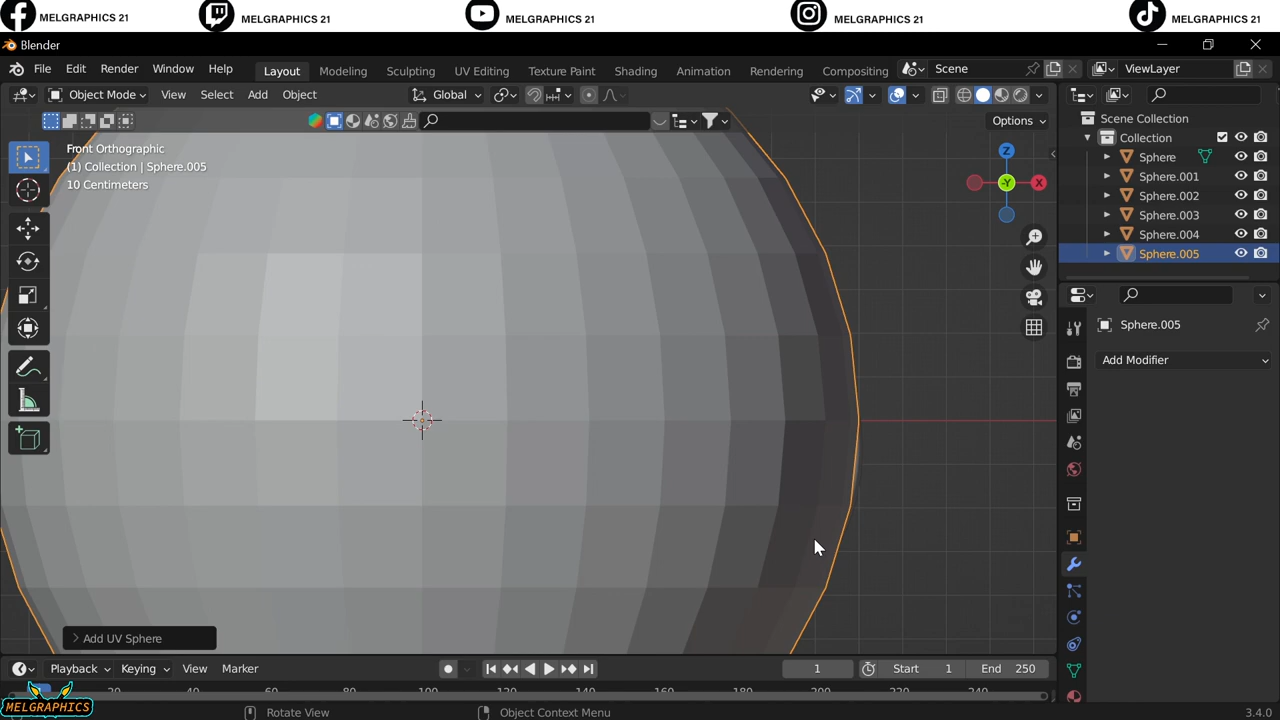 MELGRAPHICS 21
MELGRAPHICS 21
MELGRAPHICS 21
MELGRAPHICS 21
MELGRAPHICS 21
Blender
File Edit Render Window Help
Layout Modeling Sculpting UV Editing Texture Paint Shading Animation Rendering Compositing
Scene
ViewLayer
Object Mode View Select Add Object
Global
Options
Front Orthographic
(1) Collection | Sphere.005
10 Centimeters
Z
-Y
X
Scene Collection
Collection
Sphere
Sphere.001
Sphere.002
Sphere.003
Sphere.004
Sphere.005
Sphere.005
Add Modifier
Add UV Sphere
Playback Keying View Marker
1
Start 1
End 250
20 40 60 80 100 120 140 160 180 200 220 240
MELGRAPHICS
Rotate View
Object Context Menu
3.4.0